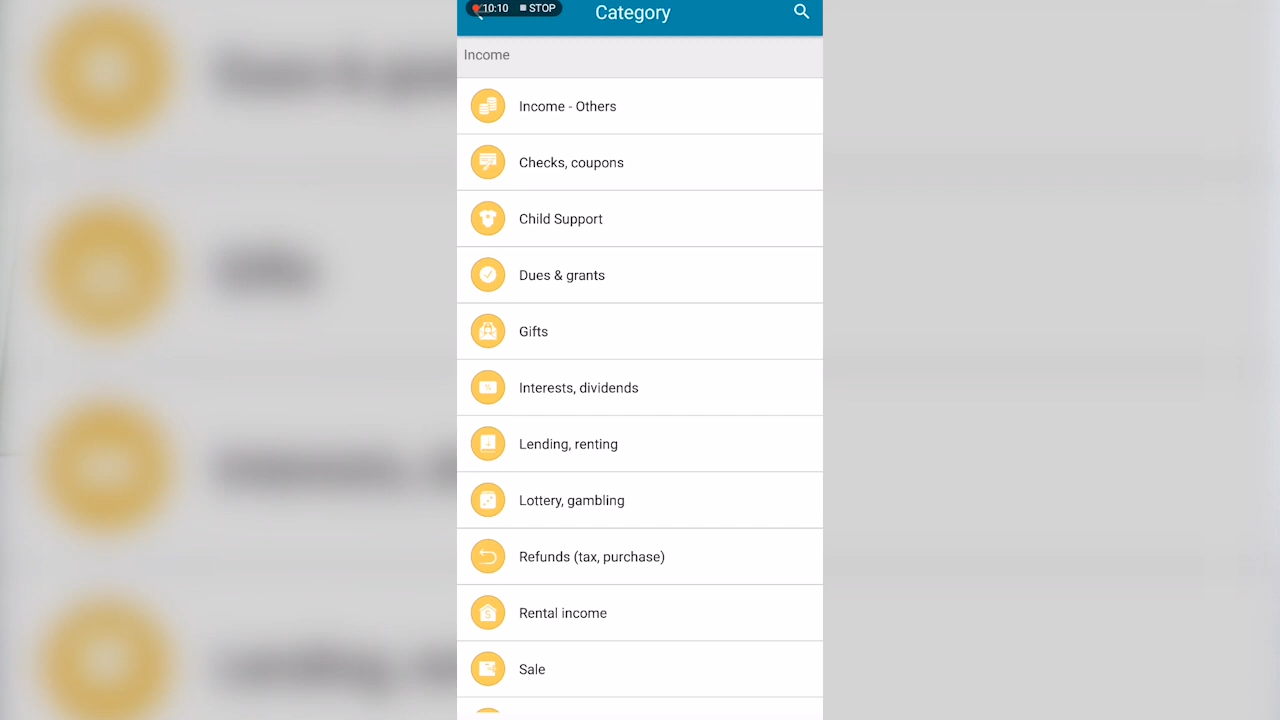 10:10 STOP
Category
Income
Income - Others
Checks, coupons
Child Support
Dues & grants
Gifts
Interests, dividends
Lending, renting
Lottery, gambling
Refunds (tax, purchase)
Rental income
Sale